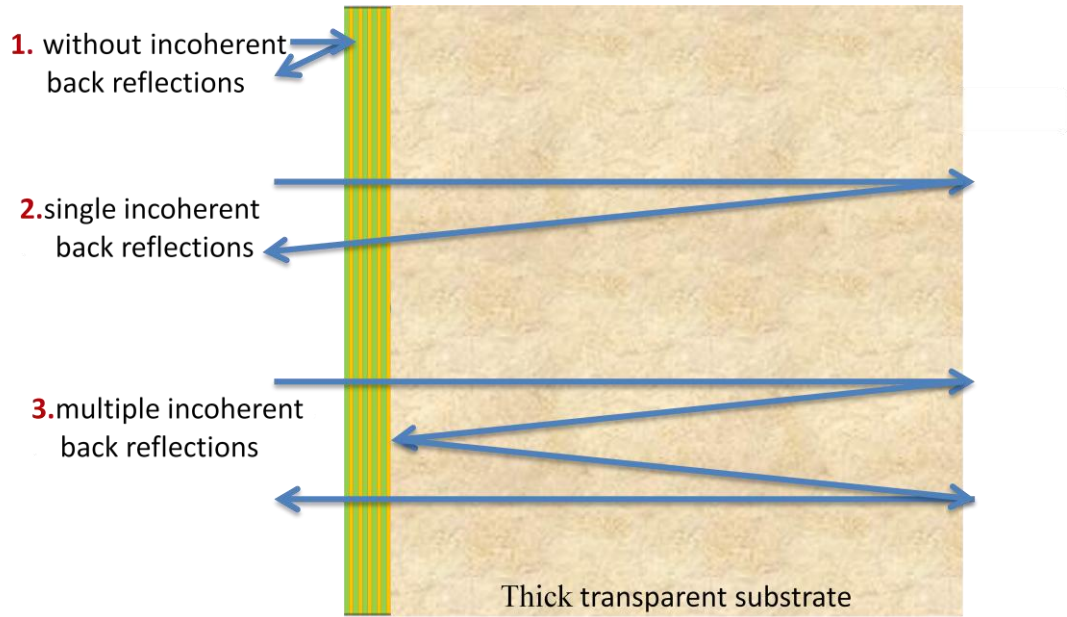 1. without incoherent
back reflections
2.single incoherent
back reflections
3.multiple incoherent
back reflections
Thick transparent substrate